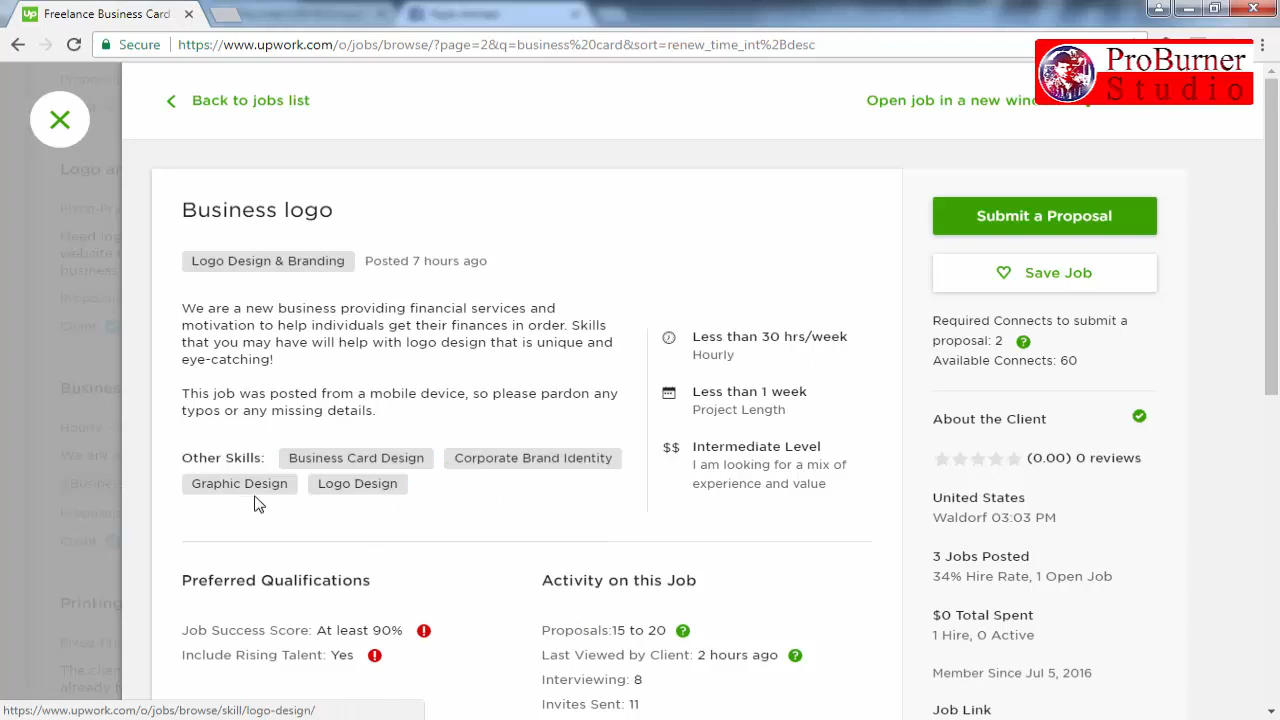 Freelance Business Card
Secure
https://www.upwork.com/o/jobs/browse/?page=2&q=business%20card&sort=renew_time_int%2Bdesc
ProBurner
Studio
Back to jobs list
Open job in a new
Business logo
Logo Design & Branding
Posted 7 hours ago
We are a new business providing financial services and
motivation to help individuals get their finances in order. Skills
that you may have will help with logo design that is unique and
eye-catching!
This job was posted from a mobile device, so please pardon any
typos or any missing details.
Other Skills: Business Card Design Corporate Brand Identity
Graphic Design Logo Design
Less than 30 hrs/week
Hourly
Less than 1 week
Project Length
$$ Intermediate Level
I am looking for a mix of
experience and value
Preferred Qualifications
Job Success Score: At least 90%
Include Rising Talent: Yes
Activity on this Job
Proposals:15 to 20
Last Viewed by Client: 2 hours ago
Interviewing: 8
Invites Sent: 11
Submit a Proposal
Save Job
Required Connects to submit a
proposal: 2
Available Connects: 60
About the Client
(0.00) 0 reviews
United States
Waldorf 03:03 PM
3 Jobs Posted
34% Hire Rate, 1 Open Job
$0 Total Spent
1 Hire, 0 Active
Member Since Jul 5, 2016
Job Link
https://www.upwork.com/o/jobs/browse/skill/logo-design/